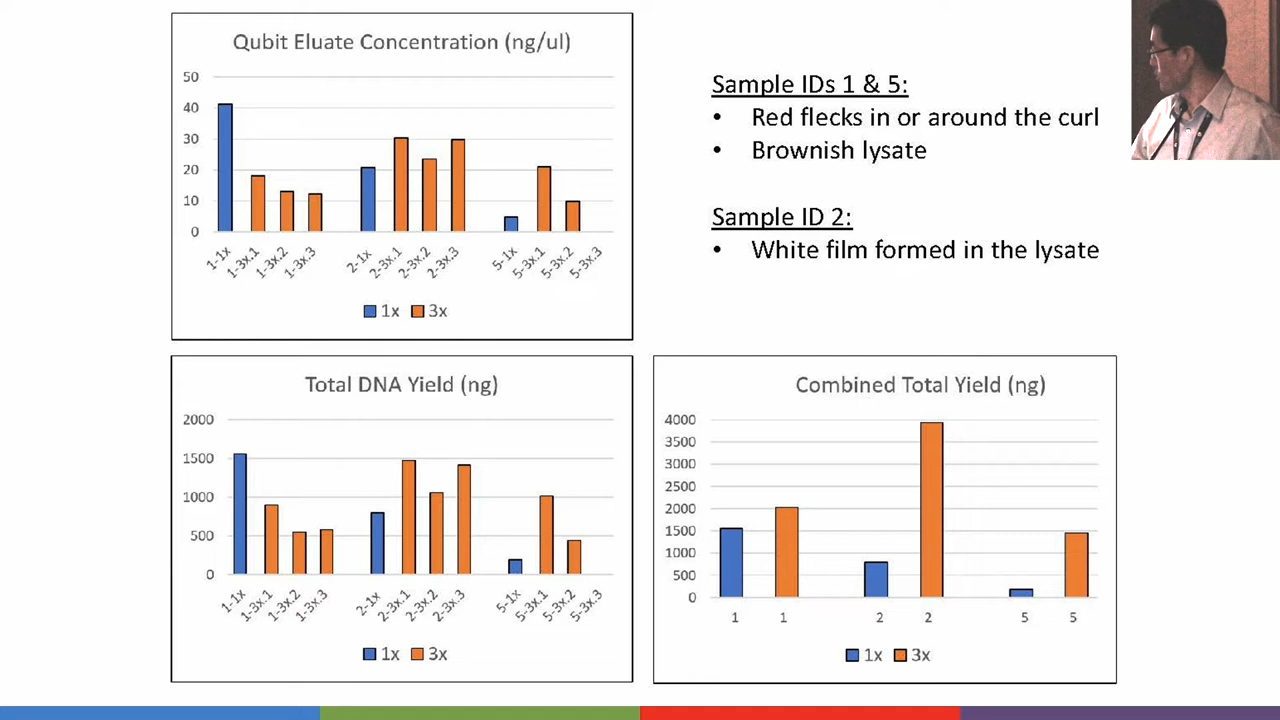 Qubit Eluate Concentration (ng/ul)
50
40
30
20
10
0
1-1x
1-3x.1
1-3x.2
1-3x.3
2-1x
2-3x.1
2-3x.2
2-3x.3
5-1x
5-3x.1
5-3x.2
5-3x.3
1x 3x
Sample IDs 1 & 5:
• Red flecks in or around the curl
• Brownish lysate
Sample ID 2:
• White film formed in the lysate
Total DNA Yield (ng)
2000
1500
1000
500
0
1-1x
1-3x.1
1-3x.2
1-3x.3
2-1x
2-3x.1
2-3x.2
2-3x.3
5-1x
5-3x.1
5-3x.2
5-3x.3
1x 3x
Combined Total Yield (ng)
4000
3500
3000
2500
2000
1500
1000
500
0
1 1 2 2 5 5
1x 3x